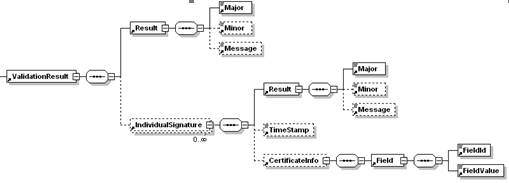 Major
Result
Minor
Message
ValidationResult
Result
Major
Minor
Message
IndividualSignature
0..∞
TimeStamp
CertificateInfo
Field
FieldId
FieldValue